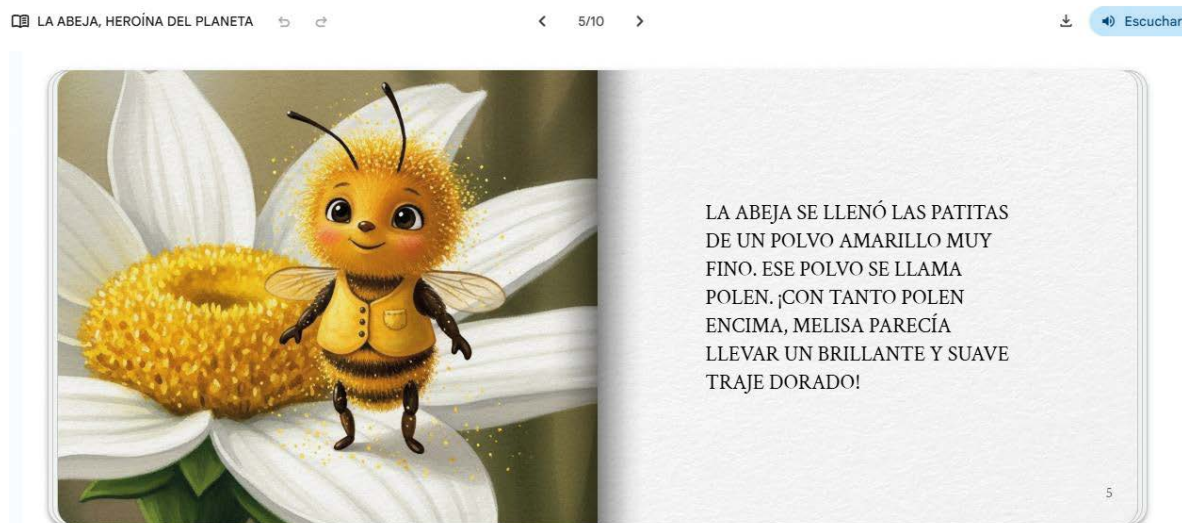 LA ABEJA, HEROÍNA DEL PLANETA
5/10
Escuchar
LA ABEJA SE LLENÓ LAS PATITAS
DE UN POLVO AMARILLO MUY
FINO. ESE POLVO SE LLAMA
POLEN. ¡CON TANTO POLEN
ENCIMA, MELISA PARECÍA
LLEVAR UN BRILLANTE Y SUAVE
TRAJE DORADO!
5